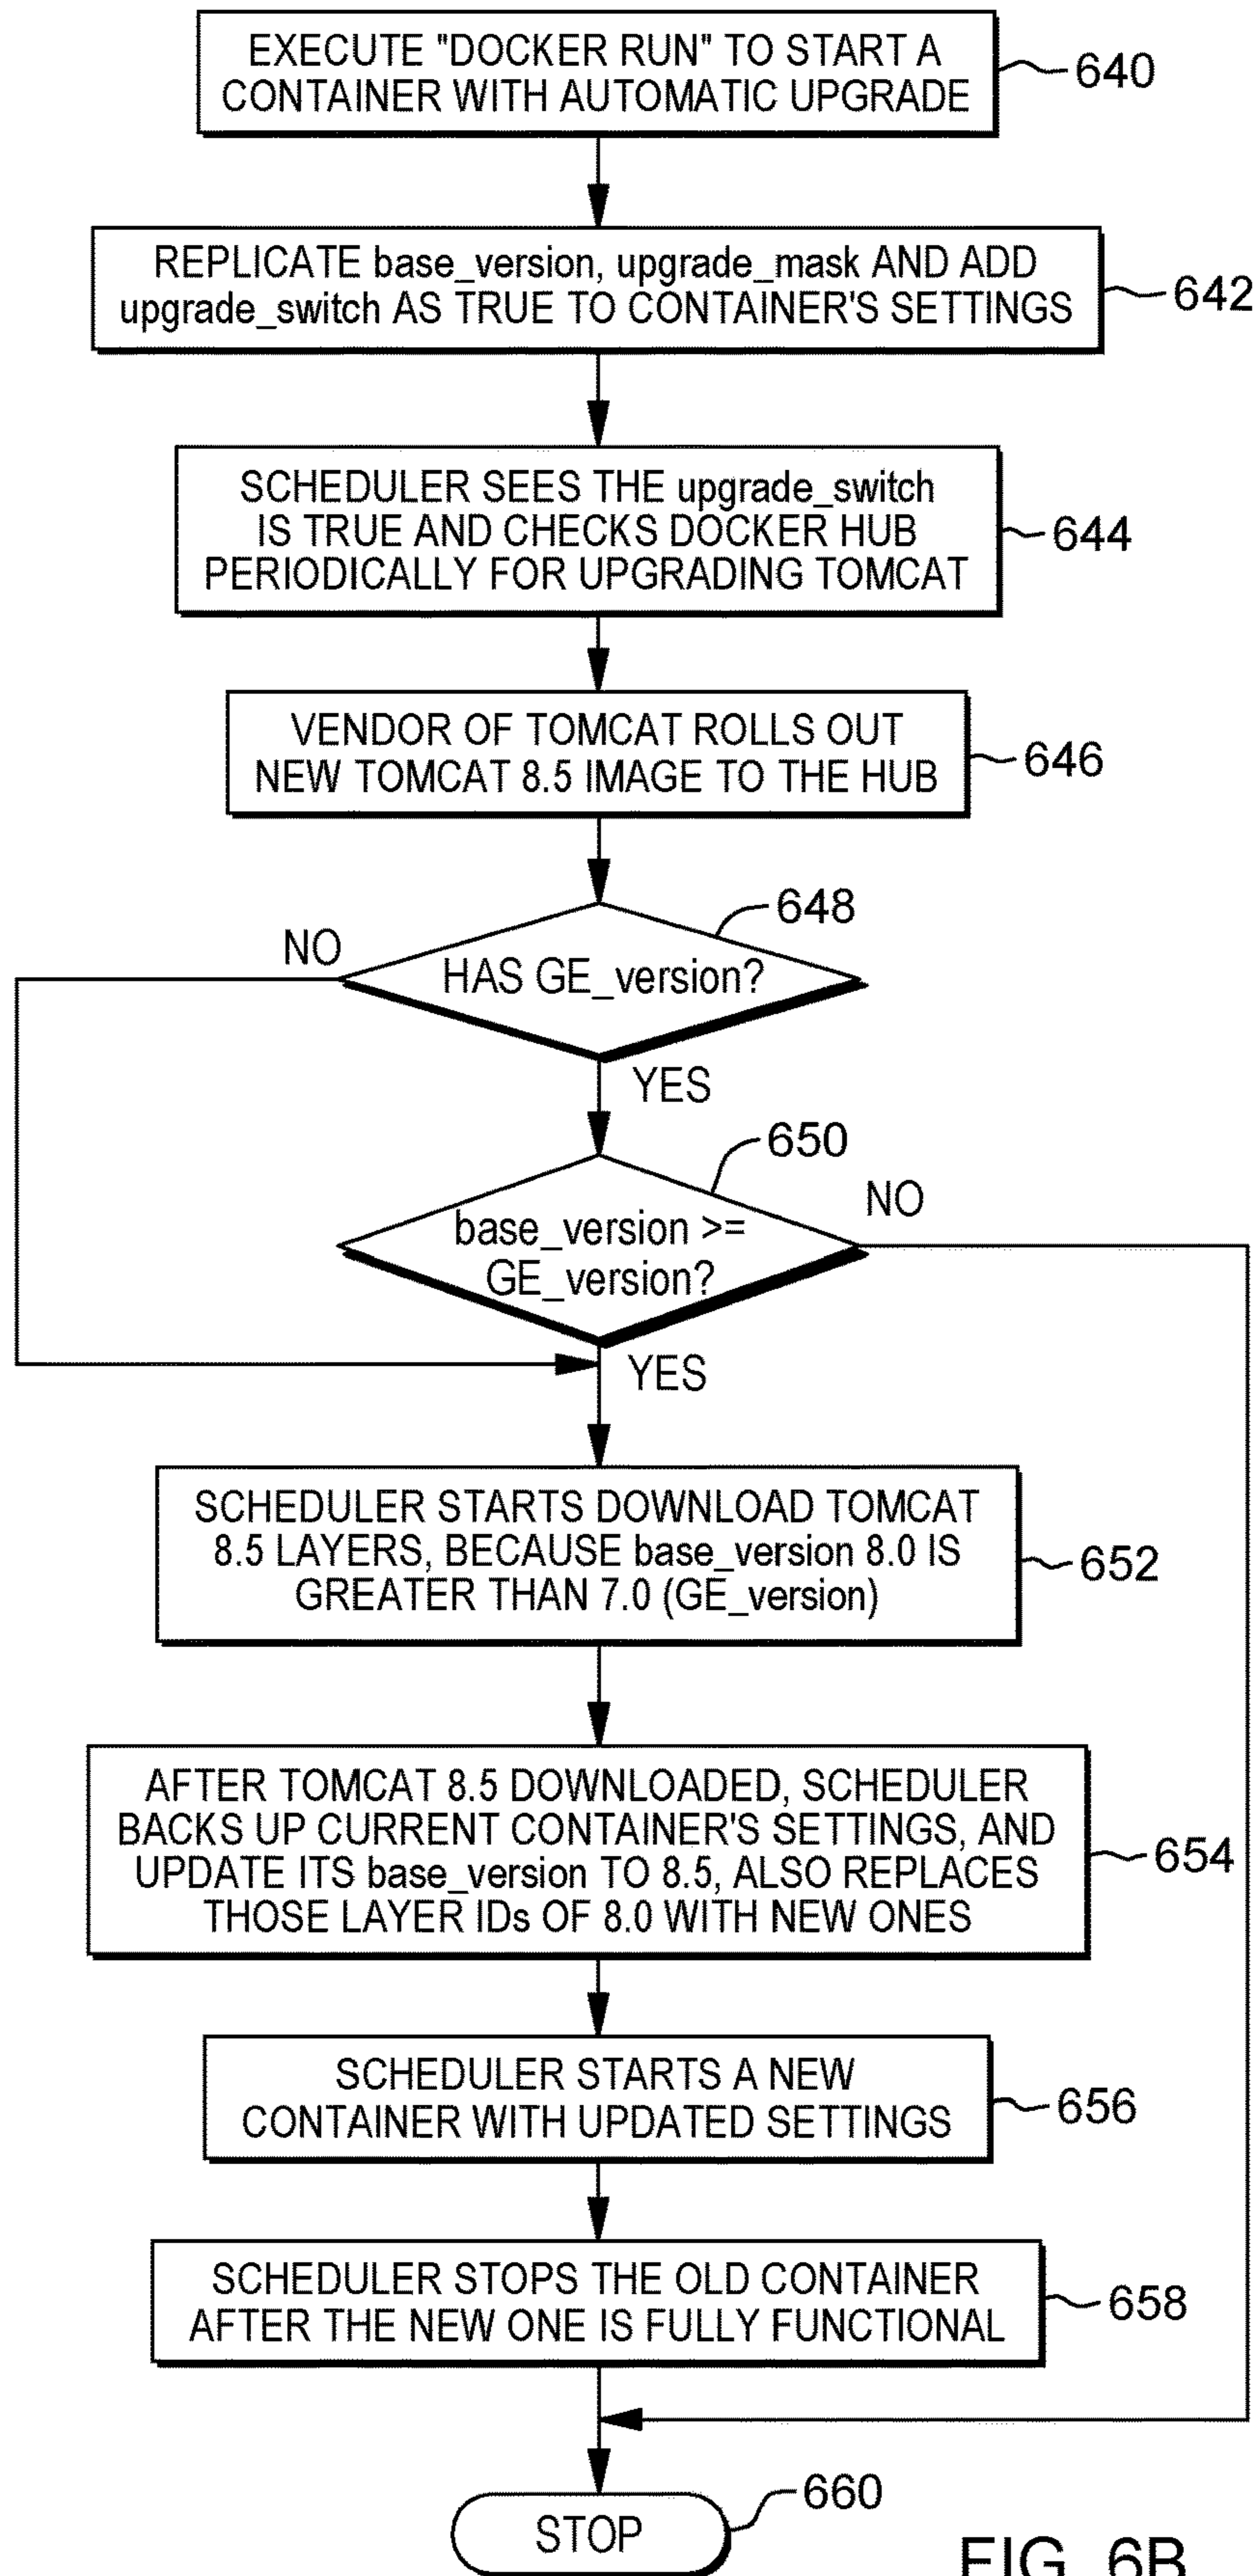 EXECUTE "DOCKER RUN" TO START A
CONTAINER WITH AUTOMATIC UPGRADE
640
REPLICATE base_version, upgrade_mask AND ADD
upgrade_switch AS TRUE TO CONTAINER'S SETTINGS
642
SCHEDULER SEES THE upgrade_switch
IS TRUE AND CHECKS DOCKER HUB
PERIODICALLY FOR UPGRADING TOMCAT
644
VENDOR OF TOMCAT ROLLS OUT
NEW TOMCAT 8.5 IMAGE TO THE HUB
646
648
NO
HAS GE_version?
YES
650
NO
base_version >=
GE_version?
YES
SCHEDULER STARTS DOWNLOAD TOMCAT
8.5 LAYERS, BECAUSE base_version 8.0 IS
GREATER THAN 7.0 (GE_version)
652
AFTER TOMCAT 8.5 DOWNLOADED, SCHEDULER
BACKS UP CURRENT CONTAINER'S SETTINGS, AND
UPDATE ITS base_version TO 8.5, ALSO REPLACES
THOSE LAYER IDs OF 8.0 WITH NEW ONES
654
SCHEDULER STARTS A NEW
CONTAINER WITH UPDATED SETTINGS
656
SCHEDULER STOPS THE OLD CONTAINER
AFTER THE NEW ONE IS FULLY FUNCTIONAL
658
660
STOP
FIG. 6B